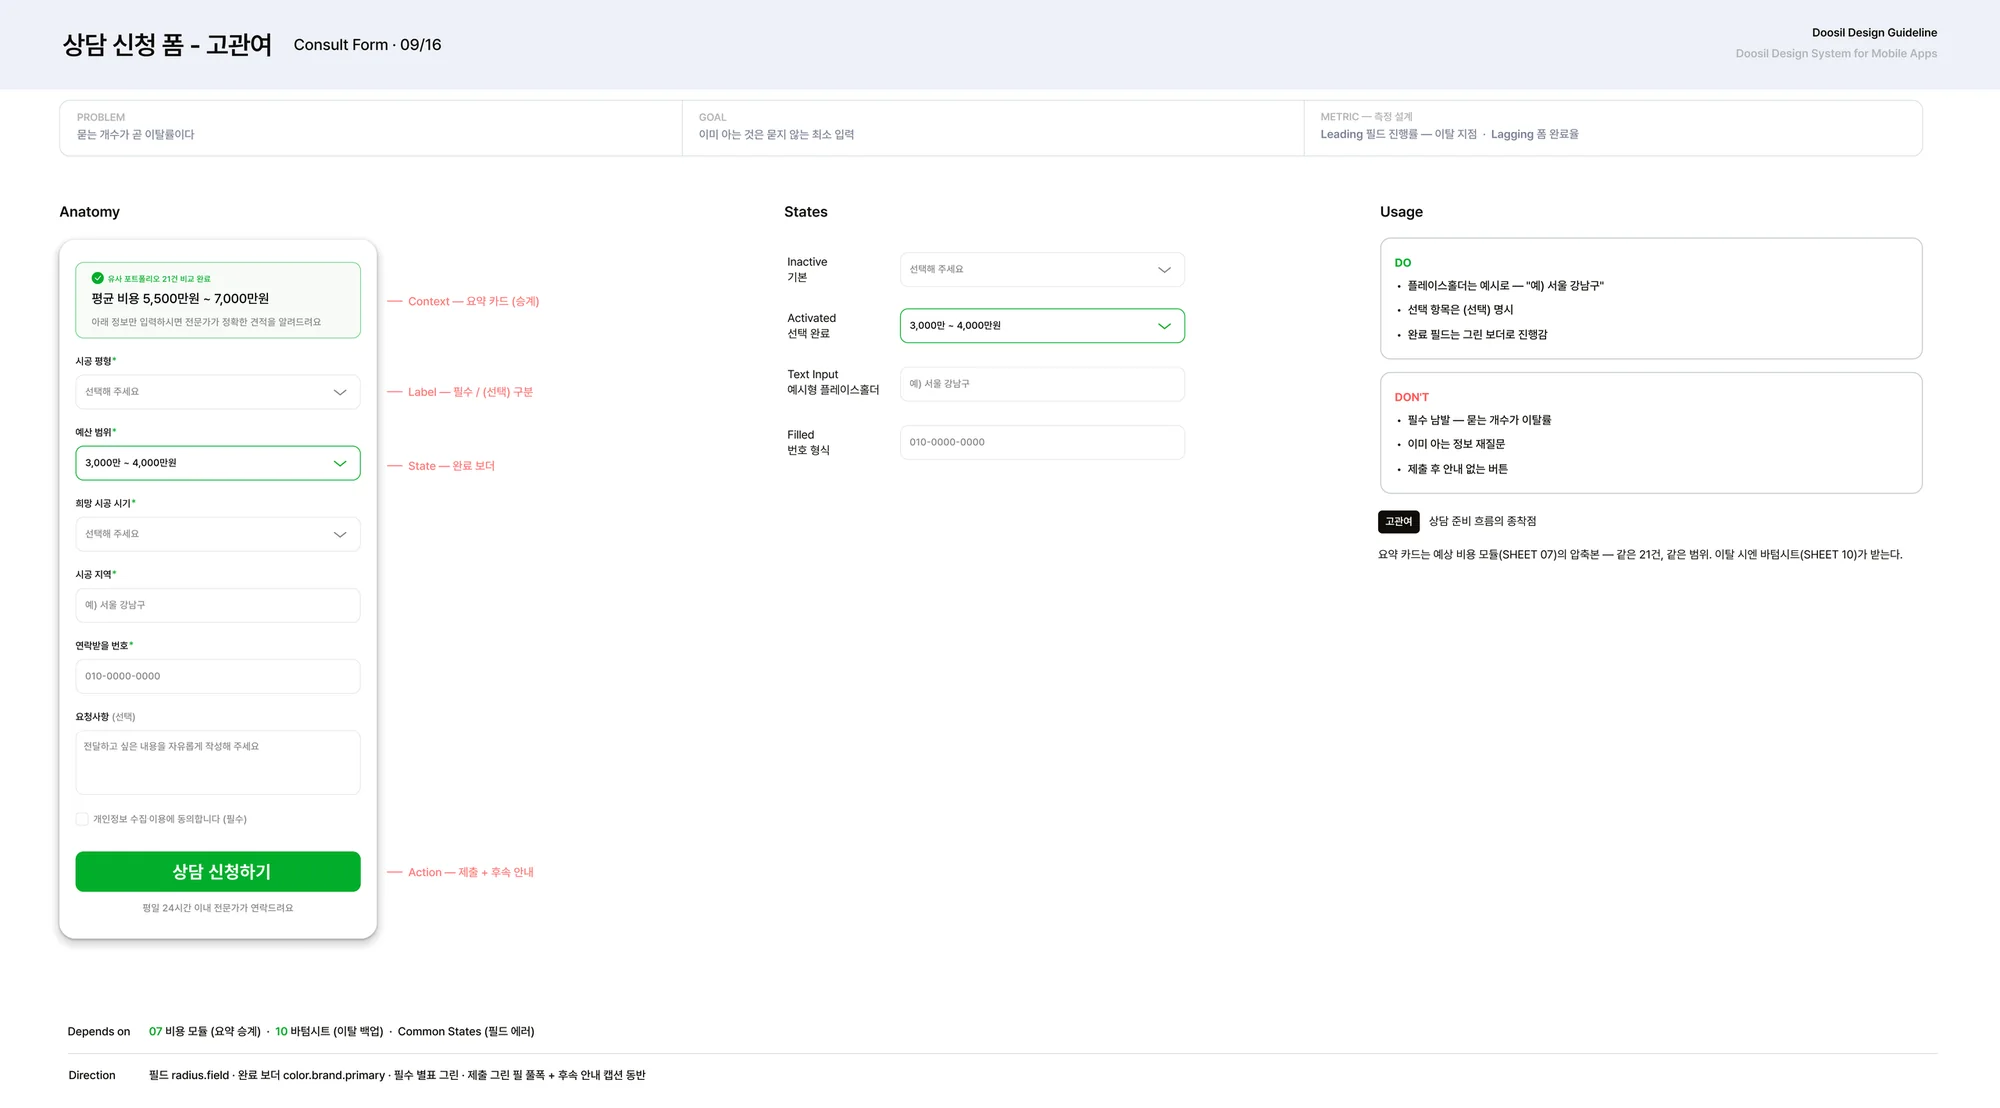 상담 신청 폼 - 고관여
Consult Form · 09/16
Doosil Design Guideline
Doosil Design System for Mobile Apps
PROBLEM
묻는 개수가 곧 이탈률이다
GOAL
이미 아는 것은 묻지 않는 최소 입력
METRIC — 측정 설계
Leading 필드 진행률 — 이탈 지점 · Lagging 폼 완료율
Anatomy
유사 포트폴리오 21건 비교 완료
평균 비용 5,500만원 ~ 7,000만원
아래 정보만 입력하시면 전문가가 정확한 견적을 알려드려요
Context — 요약 카드 (승계)
시공 평형*
선택해 주세요
Label — 필수 / (선택) 구분
예산 범위*
3,000만 ~ 4,000만원
State — 완료 보더
희망 시공 시기*
선택해 주세요
시공 지역*
예) 서울 강남구
연락받을 번호*
010-0000-0000
요청사항 (선택)
전달하고 싶은 내용을 자유롭게 작성해 주세요
개인정보 수집 이용에 동의합니다 (필수)
상담 신청하기
Action — 제출 + 후속 안내
평일 24시간 이내 전문가가 연락드려요
States
Inactive
기본
선택해 주세요
Activated
선택 완료
3,000만 ~ 4,000만원
Text Input
예시형 플레이스홀더
예) 서울 강남구
Filled
번호 형식
010-0000-0000
Usage
DO
• 플레이스홀더는 예시로 — "예) 서울 강남구"
• 선택 항목은 (선택) 명시
• 완료 필드는 그린 보더로 진행감
DON'T
• 필수 남발 — 묻는 개수가 이탈률
• 이미 아는 정보 재질문
• 제출 후 안내 없는 버튼
고관여 상담 준비 흐름의 종착점
요약 카드는 예상 비용 모듈(SHEET 07)의 압축본 — 같은 21건, 같은 범위. 이탈 시엔 바텀시트(SHEET 10)가 받는다.
Depends on 07 비용 모듈 (요약 승계) · 10 바텀시트 (이탈 백업) · Common States (필드 에러)
Direction 필드 radius.field · 완료 보더 color.brand.primary · 필수 별표 그린 · 제출 그린 필 풀폭 + 후속 안내 캡션 동반